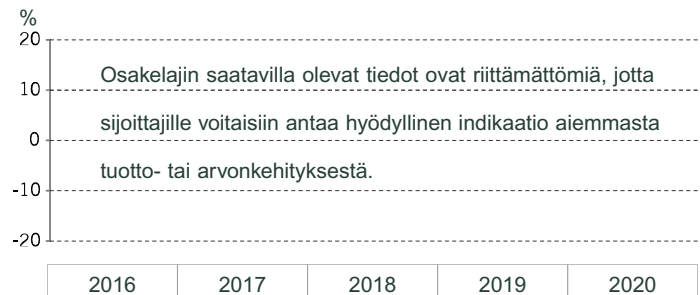 %
20
10
Osakelajin saatavilla olevat tiedot ovat riittämättömiä, jotta
sijoittajille voitaisiin antaa hyödyllinen indikaatio aiemmasta
0
tuotto- tai arvonkehityksestä.
-10
-20
2016 2017 2018 2019 2020